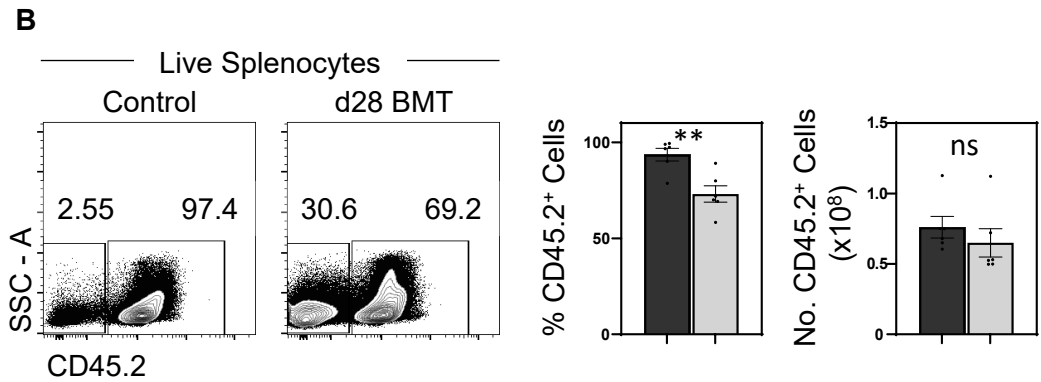 B
Live Splenocytes
Control
d28 BMT
2.55
97.4
30.6
69.2
SSC - A
CD45.2
% CD45.2+ Cells
100
50
0
**
No. CD45.2+ Cells
(x10⁸)
1.5
1.0
0.5
0
ns